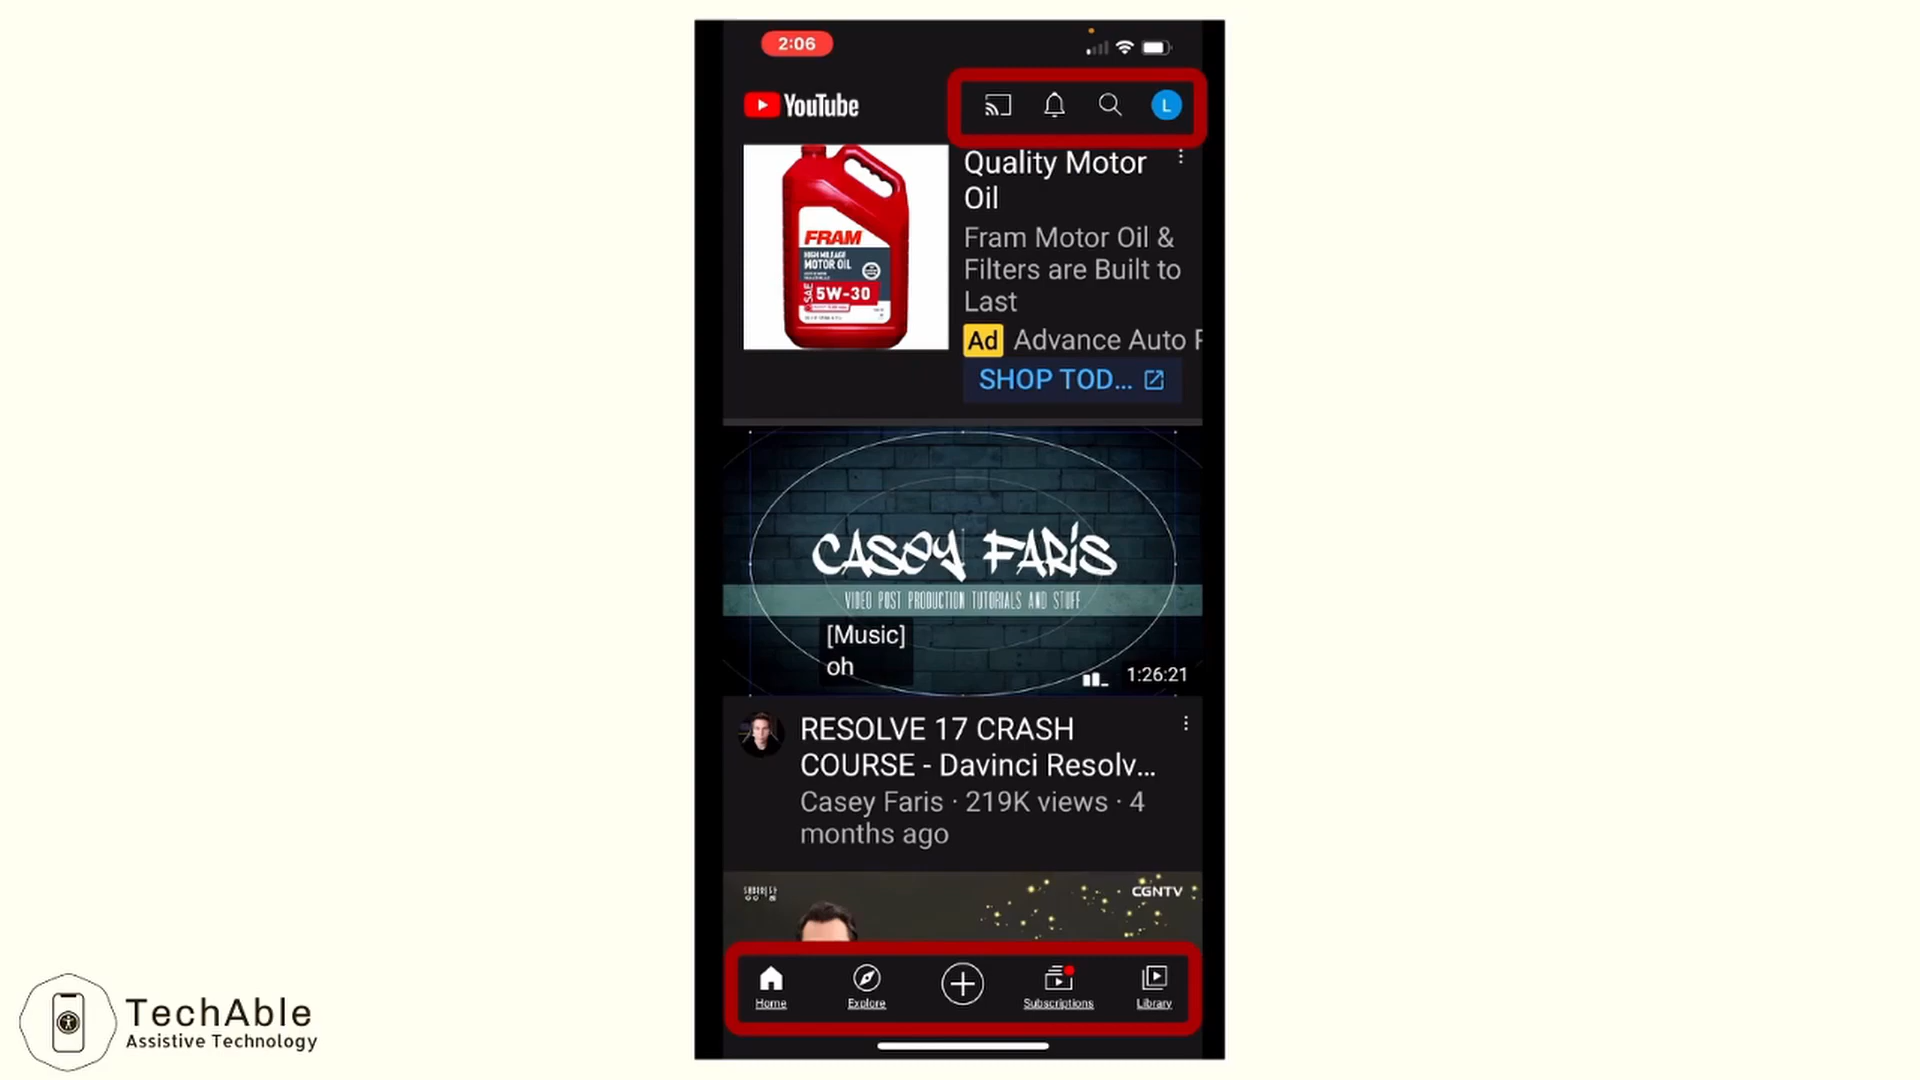 2:06
YouTube
L
Quality Motor
Oil
Fram Motor Oil &
Filters are Built to
Last
Ad Advance Auto
SHOP TOD...
FRAM
HIGH MILEAGE
MOTOR OIL
SAE 5W-30
CASEY FARIS
VIDEO POST PRODUCTION TUTORIALS AND STUFF
[Music]
oh
1:26:21
RESOLVE 17 CRASH
COURSE - Davinci Resolv...
Casey Faris · 219K views · 4
months ago
CGNTV
Home
Explore
Subscriptions
Library
TechAble
Assistive Technology